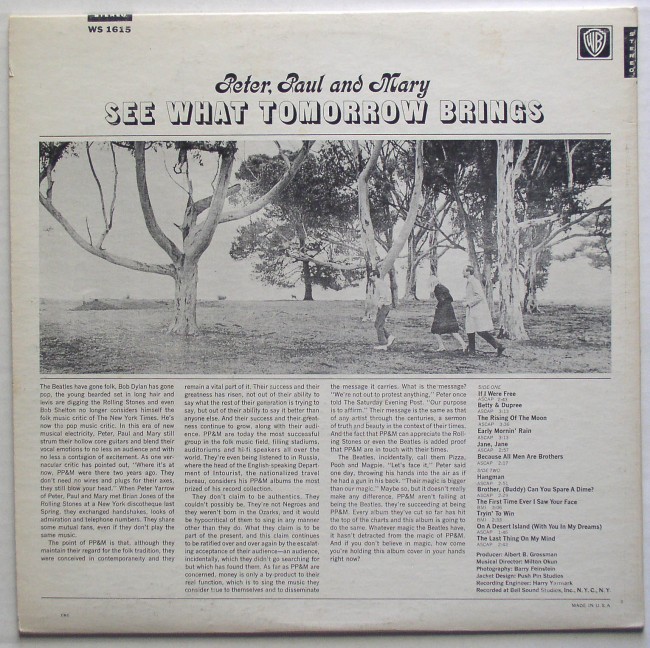 STEREO
WS 1615
WB
STEREO
Peter, Paul and Mary
SEE WHAT TOMORROW BRINGS
The Beatles have gone folk, Bob Dylan has gone
pop, the young bearded set in long hair and
levis are digging the Rolling Stones and even
Bob Shelton no longer considers himself the
folk music critic of The New York Times. He's
now the pop music critic. In this era of new
musical electricity, Peter, Paul and Mary still
strum their hollow core guitars and blend their
vocal emotions to no less an audience and with
no less a contagion of excitement. As one ver-
nacular critic has pointed out, "Where it's at
now, PP&M were there two years ago. They
don't need no wires and plugs for their axes.
they still blow your head." When Peter Yarrow
of Peter, Paul and Mary met Brian Jones of the
Rolling Stones at a New York discotheque last
Spring, they exchanged handshakes, looks of
admiration and telephone numbers. They share
some mutual fans, even if they don't play the
same music.
The point of PP&M is that, although they
maintain their regard for the folk tradition, they
were conceived in contemporaneity and they
remain a vital part of it. Their success and their
greatness has risen, not out of their ability to
say what the rest of their generation is trying to
say, but out of their ability to say it better than
anyone else. And their success and their great-
ness continue to grow, along with their audi-
ence. PP&M are today the most successful
group in the folk music field, filling stadiums,
auditoriums and hi-fi speakers all over the
world. They're even being listened to in Russia,
where the head of the English-speaking Depart-
ment of Intourist, the nationalized travel
bureau, considers his PP&M albums the most
prized of his record collection.
They don't claim to be authentics. They
couldn't possibly be. They're not Negroes and
they weren't born in the Ozarks, and it would
be hypocritical of them to sing in any manner
other than they do. What they claim is to be
part of the present, and this claim continues
to be ratified over and over again by the escalat-
ing acceptance of their audience—an audience,
incidentally, which they didn't go searching for
but which has found them. As far as PP&M are
concerned, money is only a by-product to their
real function, which is to sing the music they
consider true to themselves and to disseminate
the message it carries. What is the message?
"We're not out to protest anything," Peter once
told The Saturday Evening Post. "Our purpose
is to affirm." Their message is the same as that
of any artist through the centuries, a sermon
of truth and beauty in the context of their times.
And the fact that PP&M can appreciate the Roll-
ing Stones or even the Beatles is added proof
that PP&M are in touch with their times.
The Beatles, incidentally, call them Pizza,
Pooh and Magpie. "Let's face it," Peter said
one day, throwing his hands into the air as if
he had a gun in his back. "Their magic is bigger
than our magic." Maybe so, but it doesn't really
make any difference. PP&M aren't failing at
being the Beatles, they're succeeding at being
PP&M. Every album they've cut so far has hit
the top of the charts and this album is going to
do the same. Whatever magic the Beatles have,
it hasn't detracted from the magic of PP&M.
And if you don't believe in magic, how come
you're holding this album cover in your hands
right now?
SIDE ONE
If I Were Free
ASCAP
Betty & Dupree
ASCAP
The Rising Of The Moon
ASCAP
Early Mornin' Rain
ASCAP
Jane, Jane
ASCAP
Because All Men Are Brothers
ASCAP
SIDE TWO
Hangman
ASCAP
Brother, (Buddy) Can You Spare A Dime?
ASCAP
The First Time Ever I Saw Your Face
BMI
Tryin' To Win
BMI
On A Desert Island (With You In My Dreams)
ASCAP
The Last Thing On My Mind
ASCAP
Producer: Albert B. Grossman
Musical Director: Milton Okun
Photography: Barry Feinstein
Jacket Design: Push Pin Studios
Recording Engineer: Harry Yarmark
Recorded at Bell Sound Studios, Inc., N.Y.C., N.Y.
MADE IN U.S.A.